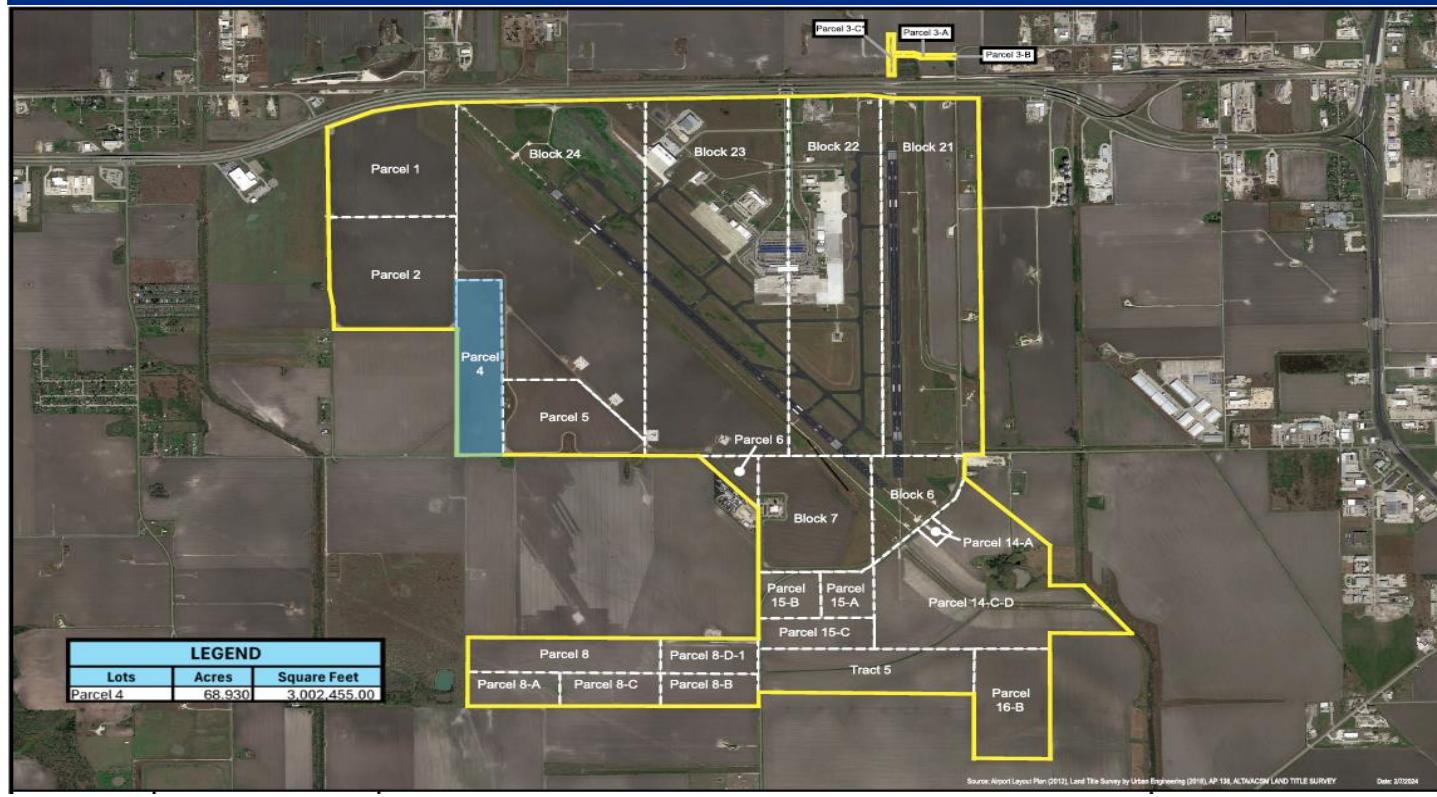 Parcel 3-C*
Parcel 3-A
Parcel 3-B
Parcel 1
Block 24
Block 23
Block 22
Block 21
Parcel 2
Parcel
4
Parcel 5
Parcel 6
Block 6
Block 7
Parcel 14-A
Parcel
15-B
Parcel
15-A
Parcel 14-C-D
Parcel 15-C
Parcel 8
Parcel 8-D-1
Tract 5
Parcel 8-A
Parcel 8-C
Parcel 8-B
Parcel
16-B
LEGEND
Lots Acres Square Feet
Parcel 4 68.930 3,002,455.00
Source: Airport Layout Plan (2012), Land Title Survey by Urban Engineering (2018), AP 138, ALTA/ACSM LAND TITLE SURVEY Date: 2/7/2024